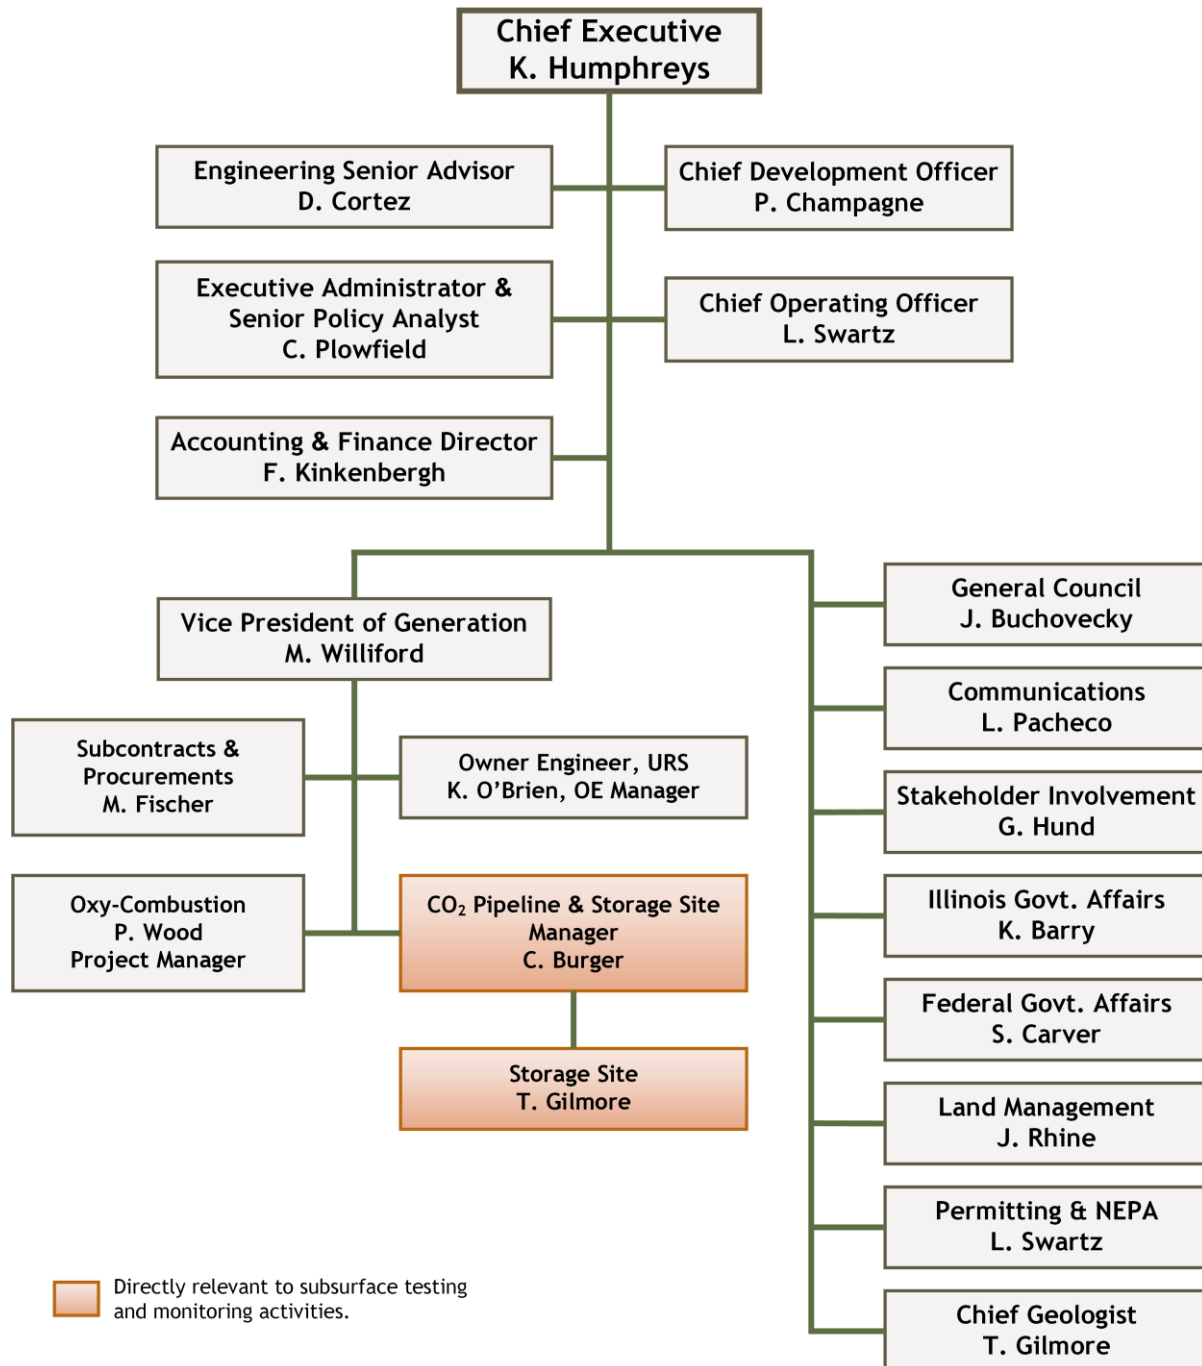 Chief Executive
K. Humphreys
Engineering Senior Advisor
D. Cortez
Chief Development Officer
P. Champagne
Executive Administrator &
Senior Policy Analyst
C. Plowfield
Chief Operating Officer
L. Swartz
Accounting & Finance Director
F. Kinkenbergh
Vice President of Generation
M. Williford
Subcontracts &
Procurements
M. Fischer
Owner Engineer, URS
K. O’Brien, OE Manager
Oxy-Combustion
P. Wood
Project Manager
CO₂ Pipeline & Storage Site
Manager
C. Burger
Storage Site
T. Gilmore
General Council
J. Buchovecky
Communications
L. Pacheco
Stakeholder Involvement
G. Hund
Illinois Govt. Affairs
K. Barry
Federal Govt. Affairs
S. Carver
Land Management
J. Rhine
Permitting & NEPA
L. Swartz
Chief Geologist
T. Gilmore
Directly relevant to subsurface testing
and monitoring activities.